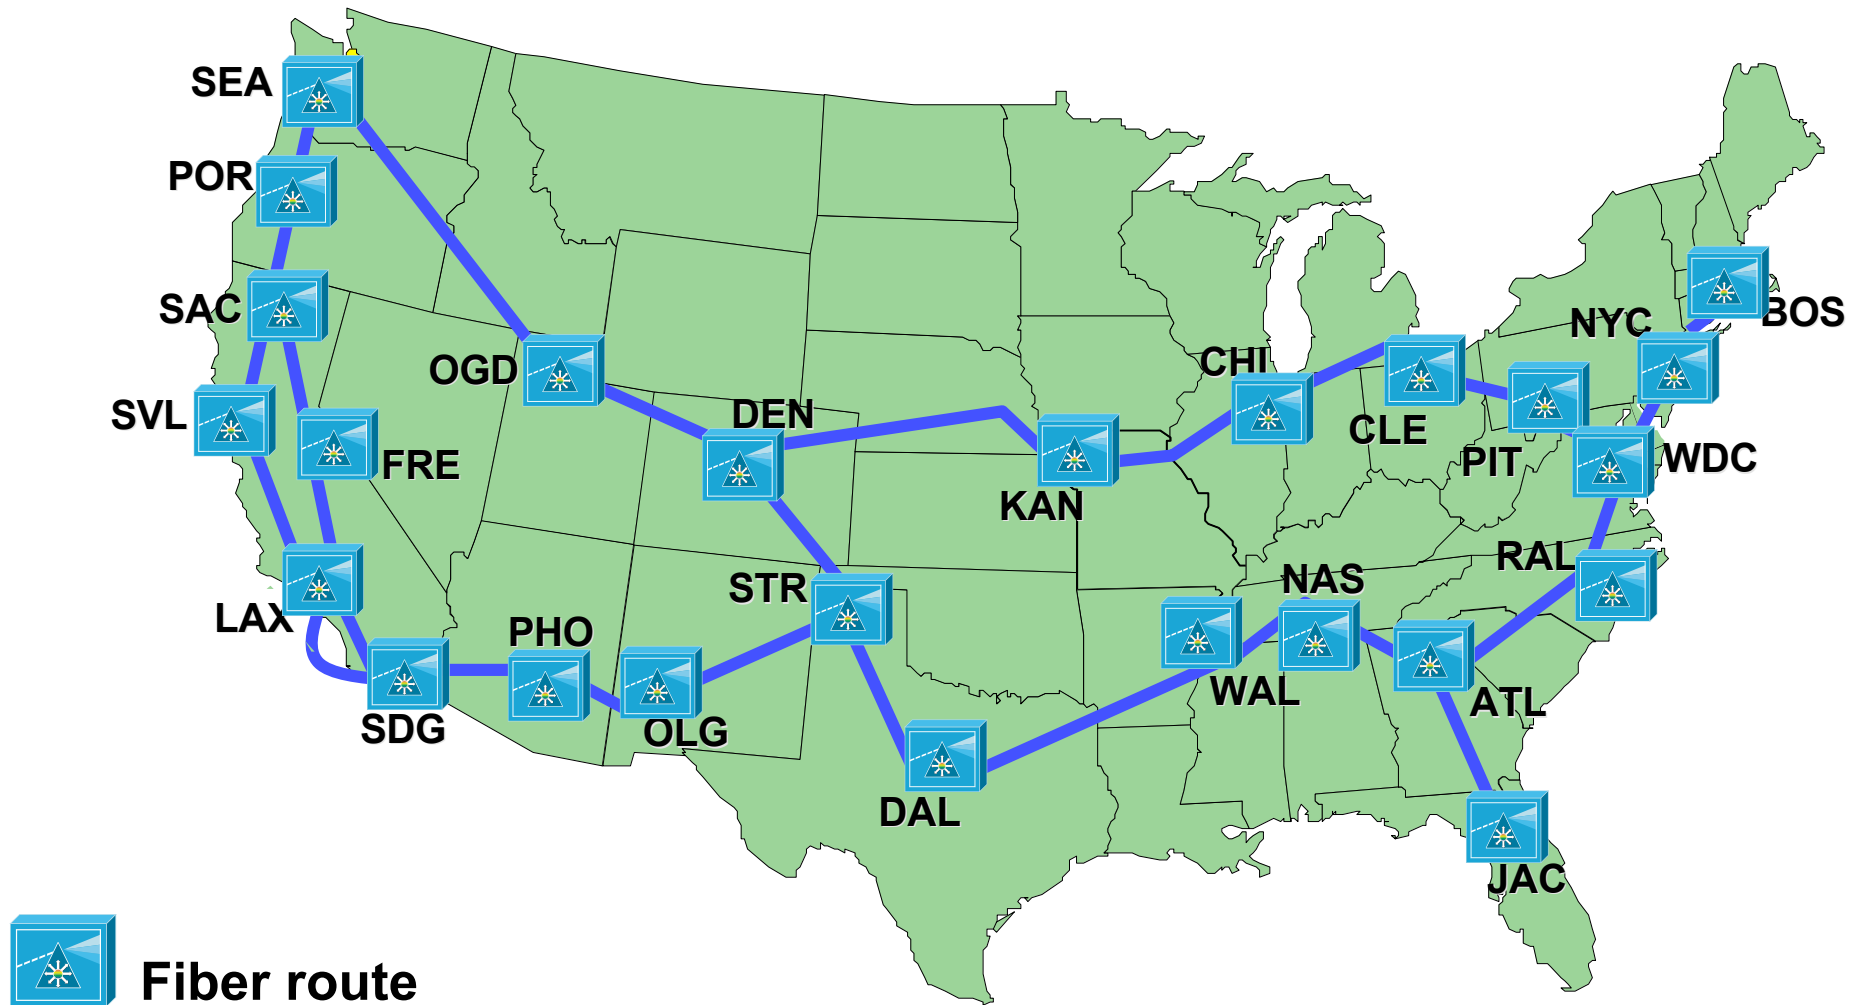 SEA
POR
SAC
NYC
BOS
CHI
OGD
SVL
DEN
CLE
FRE
PIT
WDC
KAN
RAL
NAS
STR
LAX
PHO
WAL
ATL
SDG
OLG
DAL
JAC
Fiber route